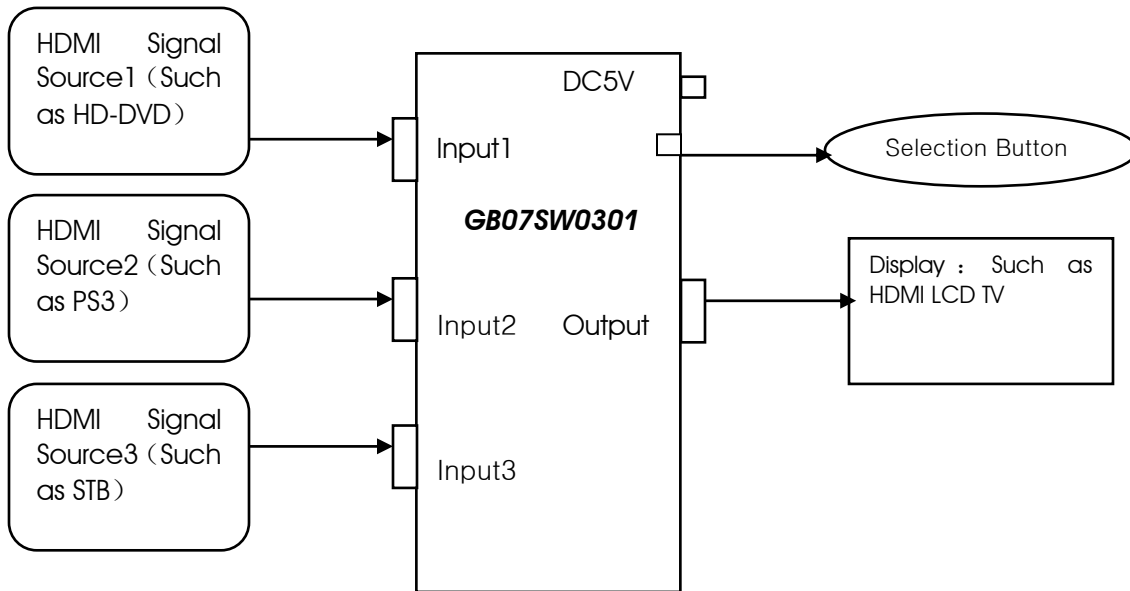 HDMI Signal
Source1（Such
as HD-DVD）
HDMI Signal
Source2（Such
as PS3）
HDMI Signal
Source3（Such
as STB）
DC5V
Input1
GB07SW0301
Input2 Output
Input3
Selection Button
Display ： Such as
HDMI LCD TV